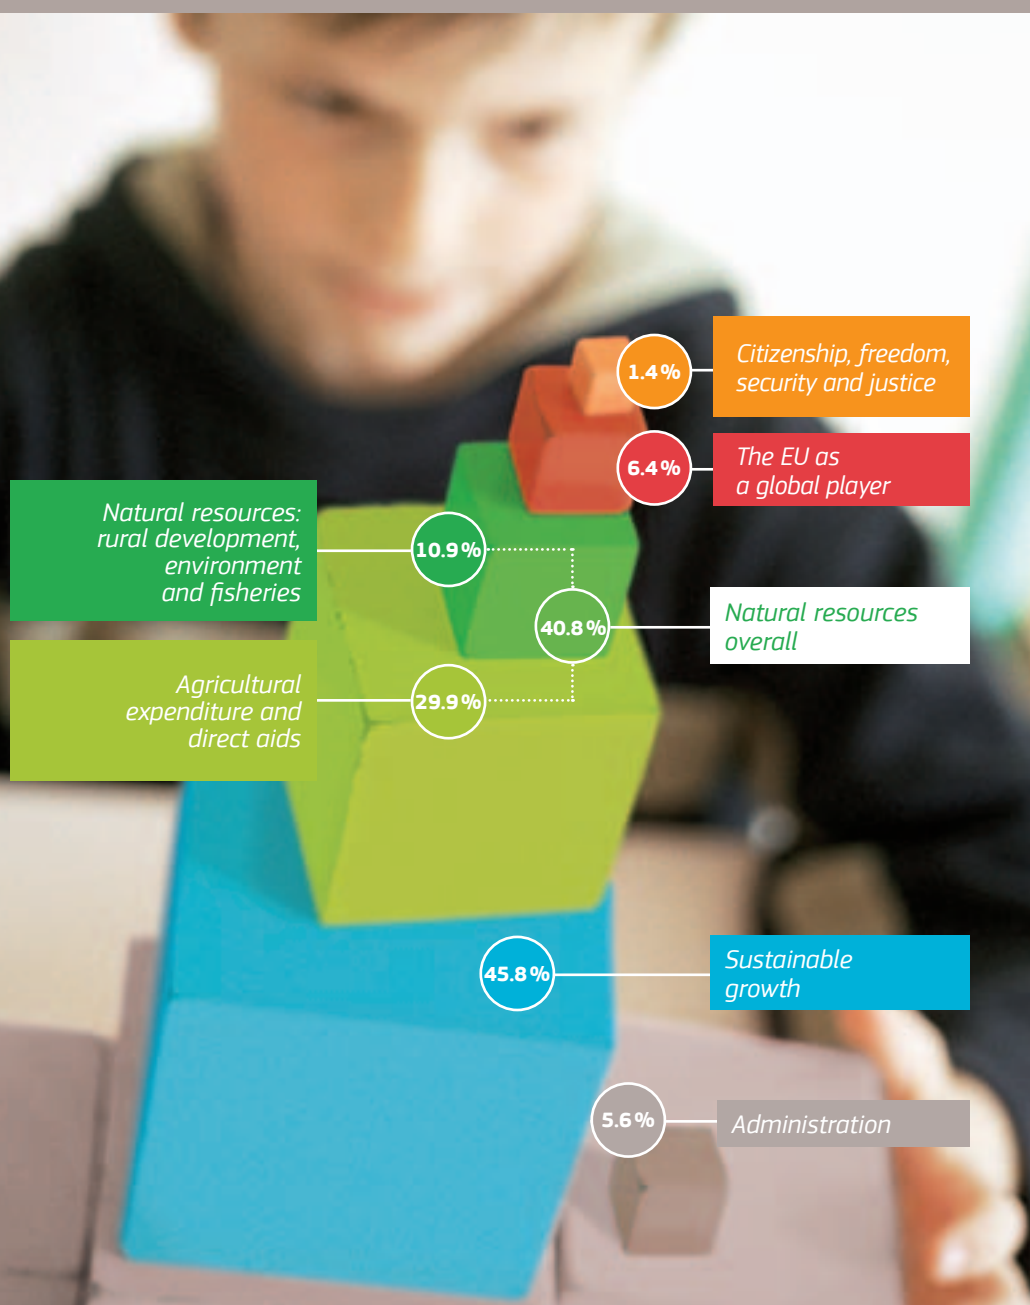 1.4 %
Citizenship, freedom,
security and justice
6.4 %
The EU as
a global player
Natural resources:
rural development,
environment
and fisheries
10.9 %
40.8 %
Natural resources
overall
Agricultural
expenditure and
direct aids
29.9 %
45.8 %
Sustainable
growth
5.6 %
Administration